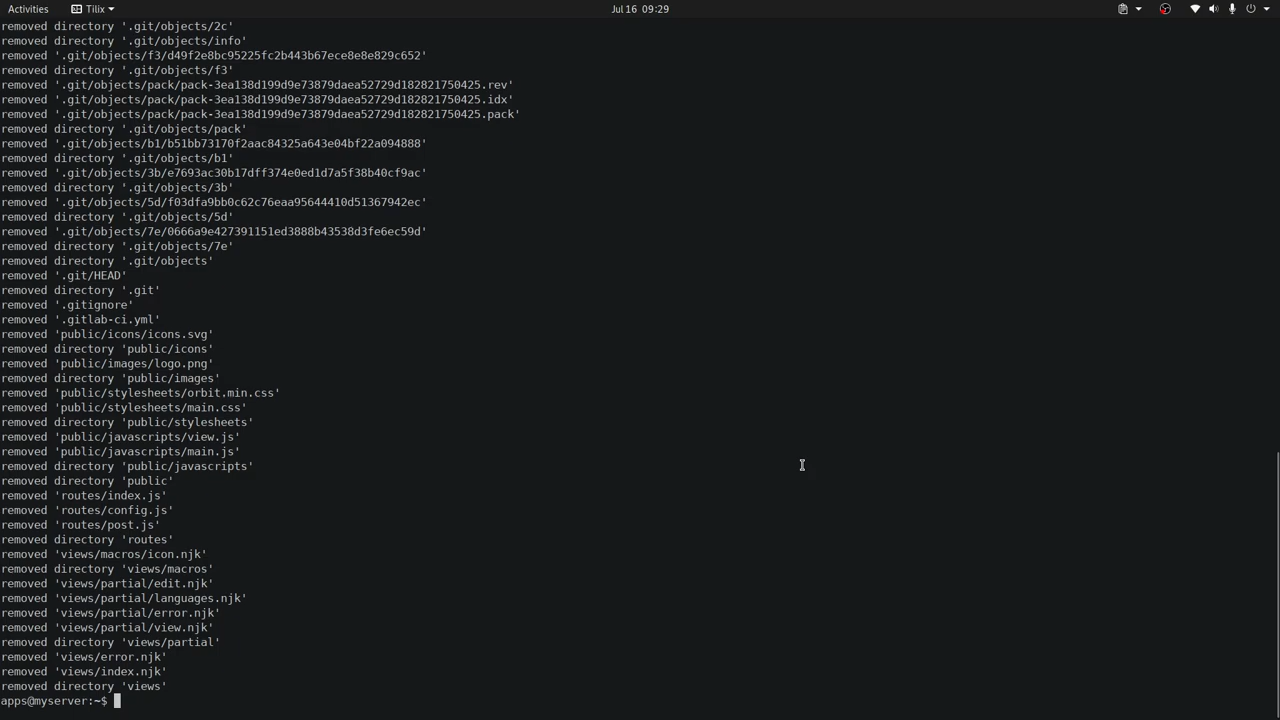 Activities
Tilix
Jul 16 09:29
removed directory '.git/objects/2c'
removed directory '.git/objects/info'
removed '.git/objects/f3/d49f2e8bc95225fc2b443b67ece8e8e829c652'
removed directory '.git/objects/f3'
removed '.git/objects/pack/pack-3ea138d199d9e73879daea52729d182821750425.rev'
removed '.git/objects/pack/pack-3ea138d199d9e73879daea52729d182821750425.idx'
removed '.git/objects/pack/pack-3ea138d199d9e73879daea52729d182821750425.pack'
removed directory '.git/objects/pack'
removed '.git/objects/b1/b51bb73170f2aac84325a643e04bf22a094888'
removed directory '.git/objects/b1'
removed '.git/objects/3b/e7693ac30b17dff374e0ed1d7a5f38b40cf9ac'
removed directory '.git/objects/3b'
removed '.git/objects/5d/f03dfa9bb0c62c76eaa95644410d51367942ec'
removed directory '.git/objects/5d'
removed '.git/objects/7e/0666a9e427391151ed3888b43538d3fe6ec59d'
removed directory '.git/objects/7e'
removed directory '.git/objects'
removed '.git/HEAD'
removed directory '.git'
removed '.gitignore'
removed '.gitlab-ci.yml'
removed 'public/icons/icons.svg'
removed directory 'public/icons'
removed 'public/images/logo.png'
removed directory 'public/images'
removed 'public/stylesheets/orbit.min.css'
removed 'public/stylesheets/main.css'
removed directory 'public/stylesheets'
removed 'public/javascripts/view.js'
removed 'public/javascripts/main.js'
removed directory 'public/javascripts'
removed directory 'public'
removed 'routes/index.js'
removed 'routes/config.js'
removed 'routes/post.js'
removed directory 'routes'
removed 'views/macros/icon.njk'
removed directory 'views/macros'
removed 'views/partial/edit.njk'
removed 'views/partial/languages.njk'
removed 'views/partial/error.njk'
removed 'views/partial/view.njk'
removed directory 'views/partial'
removed 'views/error.njk'
removed 'views/index.njk'
removed directory 'views'
apps@myserver:~$